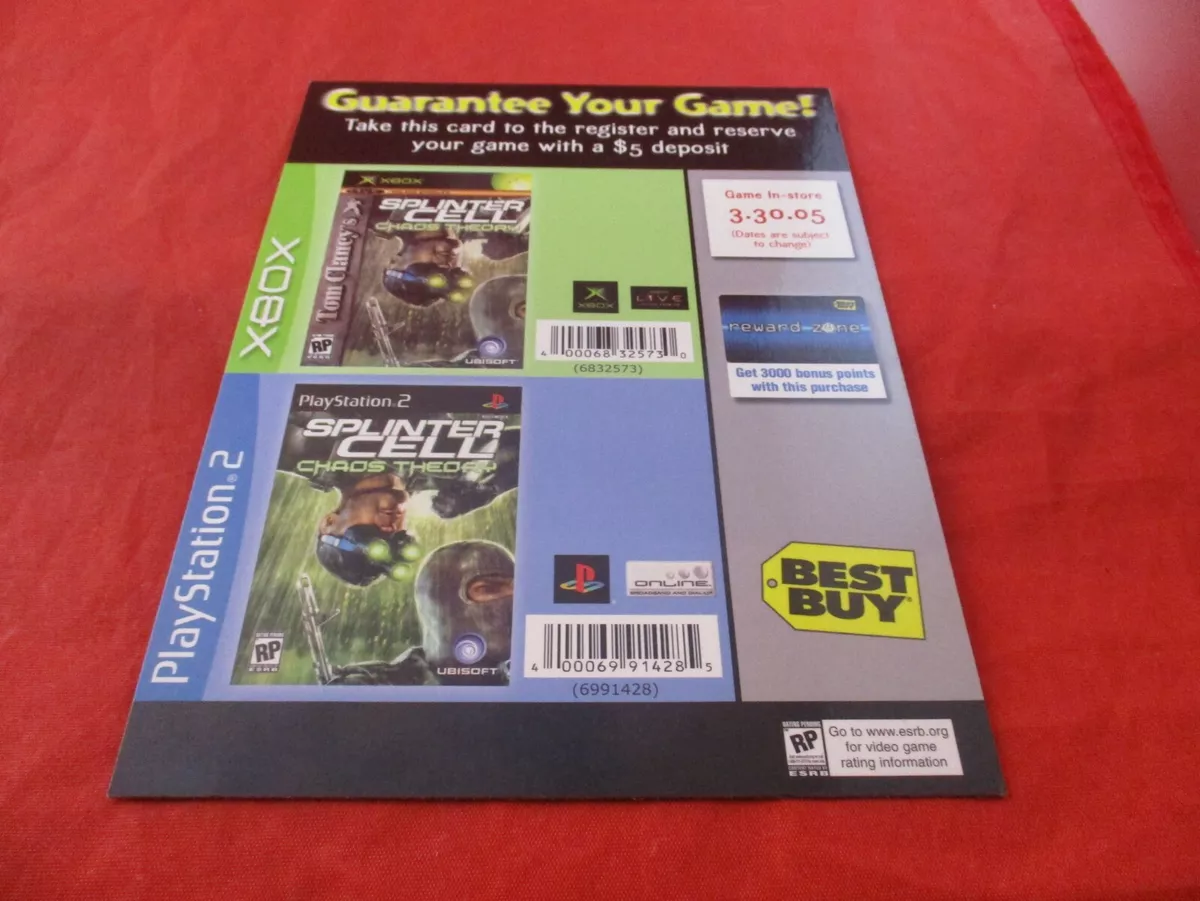 Guarantee Your Game!
Take this card to the register and reserve
your game with a $5 deposit
XBOX
XBOX
Tom Clancy's
SPLINTER
CELL
CHAOS THEORY
RP
UBISOFT
XBOX
LIVE
4 00068 32573 0
(6832573)
Game In-store
3.30.05
(Dates are subject
to change)
reward zone
Get 3000 bonus points
with this purchase
PlayStation®2
PlayStation 2
SPLINTER
CELL
CHAOS THEORY
RP
ESRB
UBISOFT
ONLINE
4 00069 91428 5
(6991428)
BEST
BUY
RATING PENDING
RP
ESRB
Go to www.esrb.org
for video game
rating information